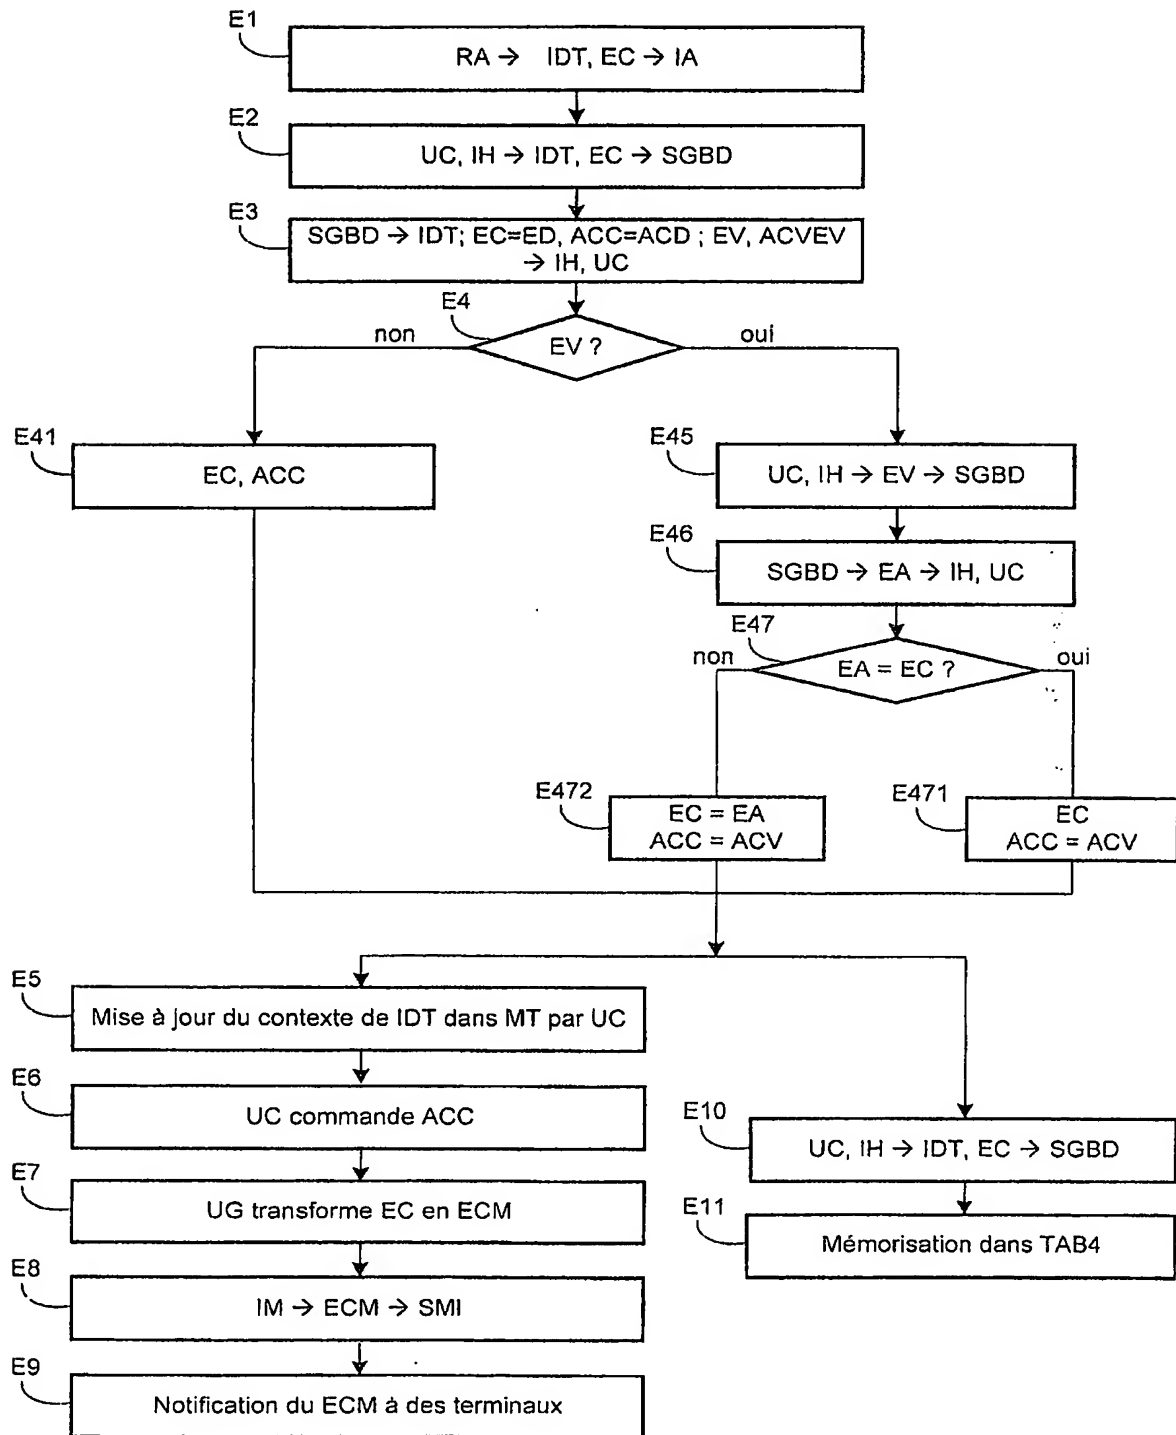 E1
RA → IDT, EC → IA
E2
UC, IH → IDT, EC → SGBD
E3
SGBD → IDT; EC=ED, ACC=ACD ; EV, ACVEV
→ IH, UC
E4
non
EV ?
oui
E41
EC, ACC
E45
UC, IH → EV → SGBD
E46
SGBD → EA → IH, UC
E47
non
EA = EC ?
oui
E472
EC = EA
ACC = ACV
E471
EC
ACC = ACV
E5
Mise à jour du contexte de IDT dans MT par UC
E6
UC commande ACC
E7
UG transforme EC en ECM
E8
IM → ECM → SMI
E9
Notification du ECM à des terminaux
E10
UC, IH → IDT, EC → SGBD
E11
Mémorisation dans TAB4